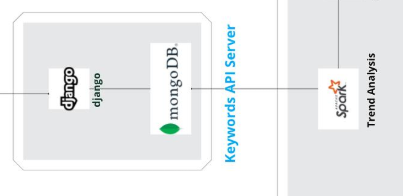 django
django
mongoDB.
Keywords API Server
Spark
Trend Analysis